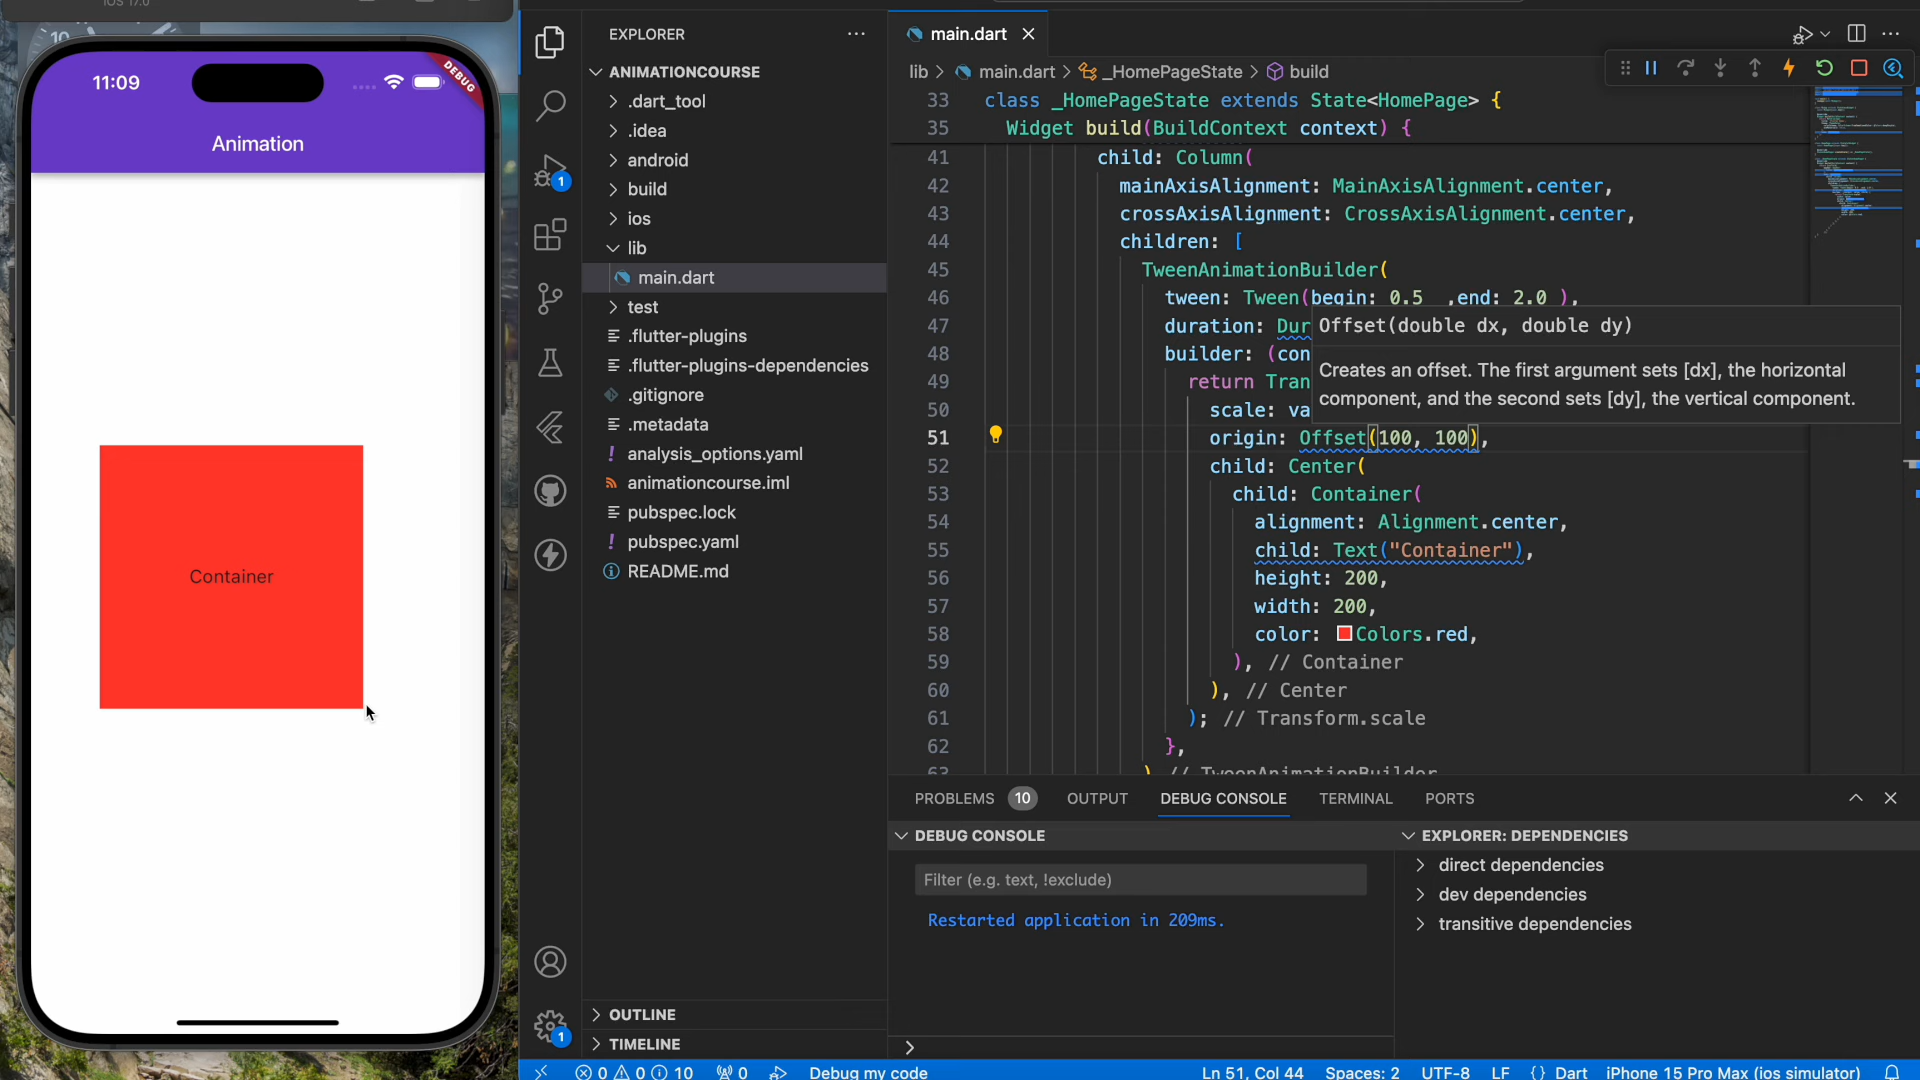 iOS 17.0
10
11:09
DEBUG
Animation
Container
EXPLORER
ANIMATIONCOURSE
.dart_tool
.idea
android
build
ios
lib
main.dart
test
.flutter-plugins
.flutter-plugins-dependencies
.gitignore
.metadata
analysis_options.yaml
animationcourse.iml
pubspec.lock
pubspec.yaml
README.md
OUTLINE
TIMELINE
1
1
main.dart
lib > main.dart > _HomePageState > build
33 class _HomePageState extends State<HomePage> {
35 Widget build(BuildContext context) {
41 child: Column(
42 mainAxisAlignment: MainAxisAlignment.center,
43 crossAxisAlignment: CrossAxisAlignment.center,
44 children: [
45 TweenAnimationBuilder(
46 tween: Tween(begin: 0.5 ,end: 2.0 ),
47 duration: Dur
48 builder: (con
49 return Tran
50 scale: va
51 origin: Offset(100, 100),
52 child: Center(
53 child: Container(
54 alignment: Alignment.center,
55 child: Text("Container"),
56 height: 200,
57 width: 200,
58 color: Colors.red,
59 ), // Container
60 ), // Center
61 ); // Transform.scale
62 },
63 ) // TweenAnimationBuilder
Offset(double dx, double dy)
Creates an offset. The first argument sets [dx], the horizontal
component, and the second sets [dy], the vertical component.
PROBLEMS 10 OUTPUT DEBUG CONSOLE TERMINAL PORTS
DEBUG CONSOLE
Filter (e.g. text, !exclude)
Restarted application in 209ms.
EXPLORER: DEPENDENCIES
direct dependencies
dev dependencies
transitive dependencies
0 0 10 0 Debug my code Ln 51, Col 44 Spaces: 2 UTF-8 LF {} Dart iPhone 15 Pro Max (ios simulator)